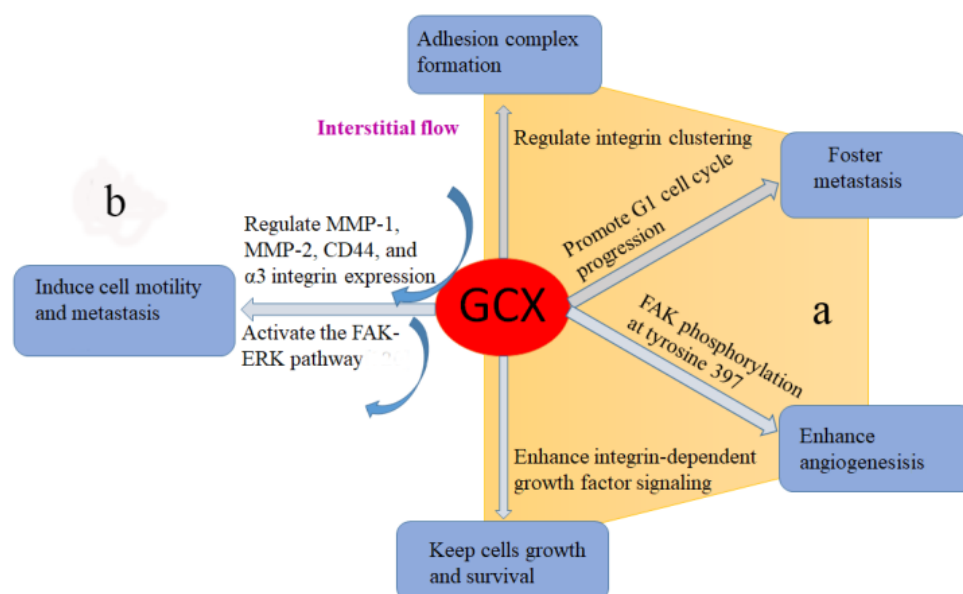 Adhesion complex
formation
Interstitial flow
Regulate integrin clustering
Foster
metastasis
Promote G1 cell cycle
progression
b
Regulate MMP-1,
MMP-2, CD44, and
α3 integrin expression
Induce cell motility
and metastasis
GCX
a
Activate the FAK-
ERK pathway
FAK phosphorylation
at tyrosine 397
Enhance
angiogenesisis
Enhance integrin-dependent
growth factor signaling
Keep cells growth
and survival